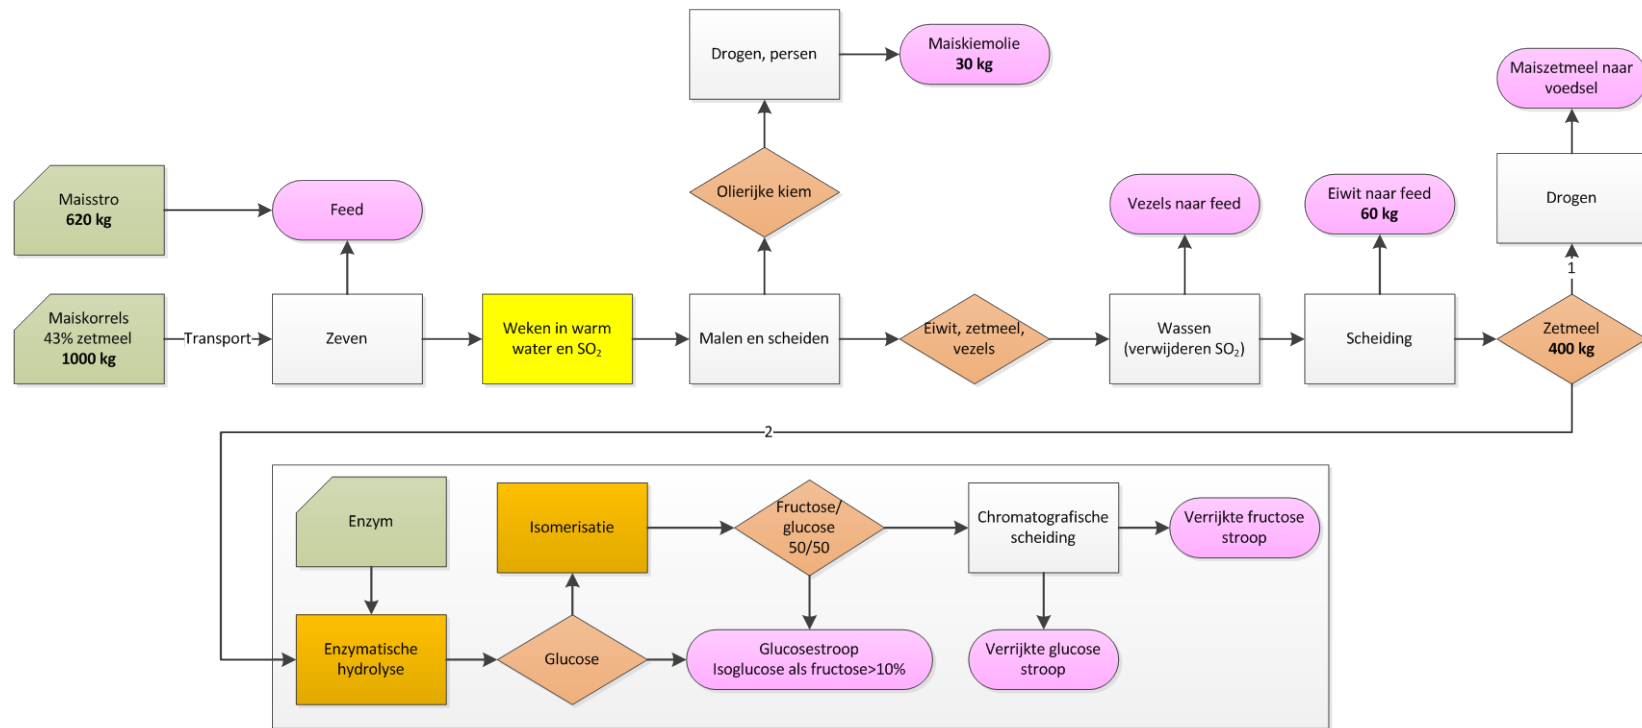 Drogen, persen
Maiskiemolie
30 kg
Maiszetmeel naar
voedsel
Maisstro
620 kg
Feed
Olierijke kiem
Vezels naar feed
Eiwit naar feed
60 kg
Drogen
1
Maiskorrels
43% zetmeel
1000 kg
Transport
Zeven
Weken in warm
water en SO₂
Malen en scheiden
Eiwit, zetmeel,
vezels
Wassen
(verwijderen SO₂)
Scheiding
Zetmeel
400 kg
2
Enzym
Isomerisatie
Fructose/
glucose
50/50
Chromatografische
scheiding
Verrijkte fructose
stroop
Enzymatische
hydrolyse
Glucose
Glucosestroop
Isoglucose als fructose>10%
Verrijkte glucose
stroop